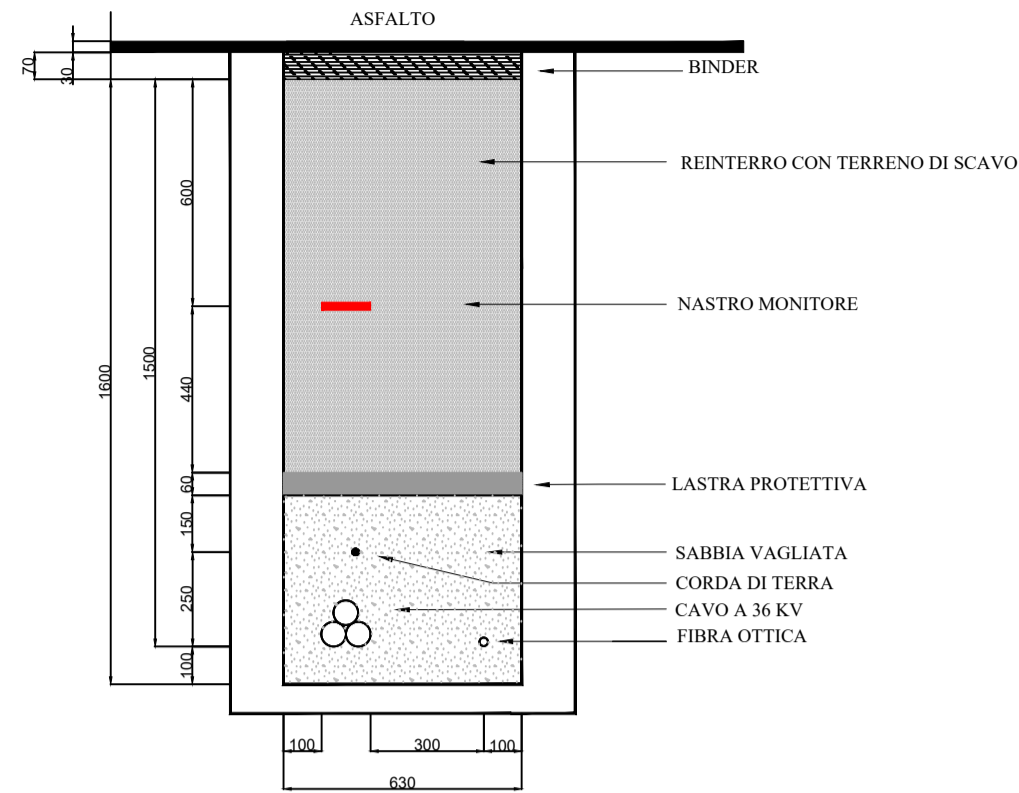 ASFALTO
70
30
BINDER
REINTERRO CON TERRENO DI SCAVO
600
NASTRO MONITORE
1600
1500
440
60
LASTRA PROTETTIVA
150
SABBIA VAGLIATA
CORDA DI TERRA
250
CAVO A 36 KV
FIBRA OTTICA
100
100
300
100
630